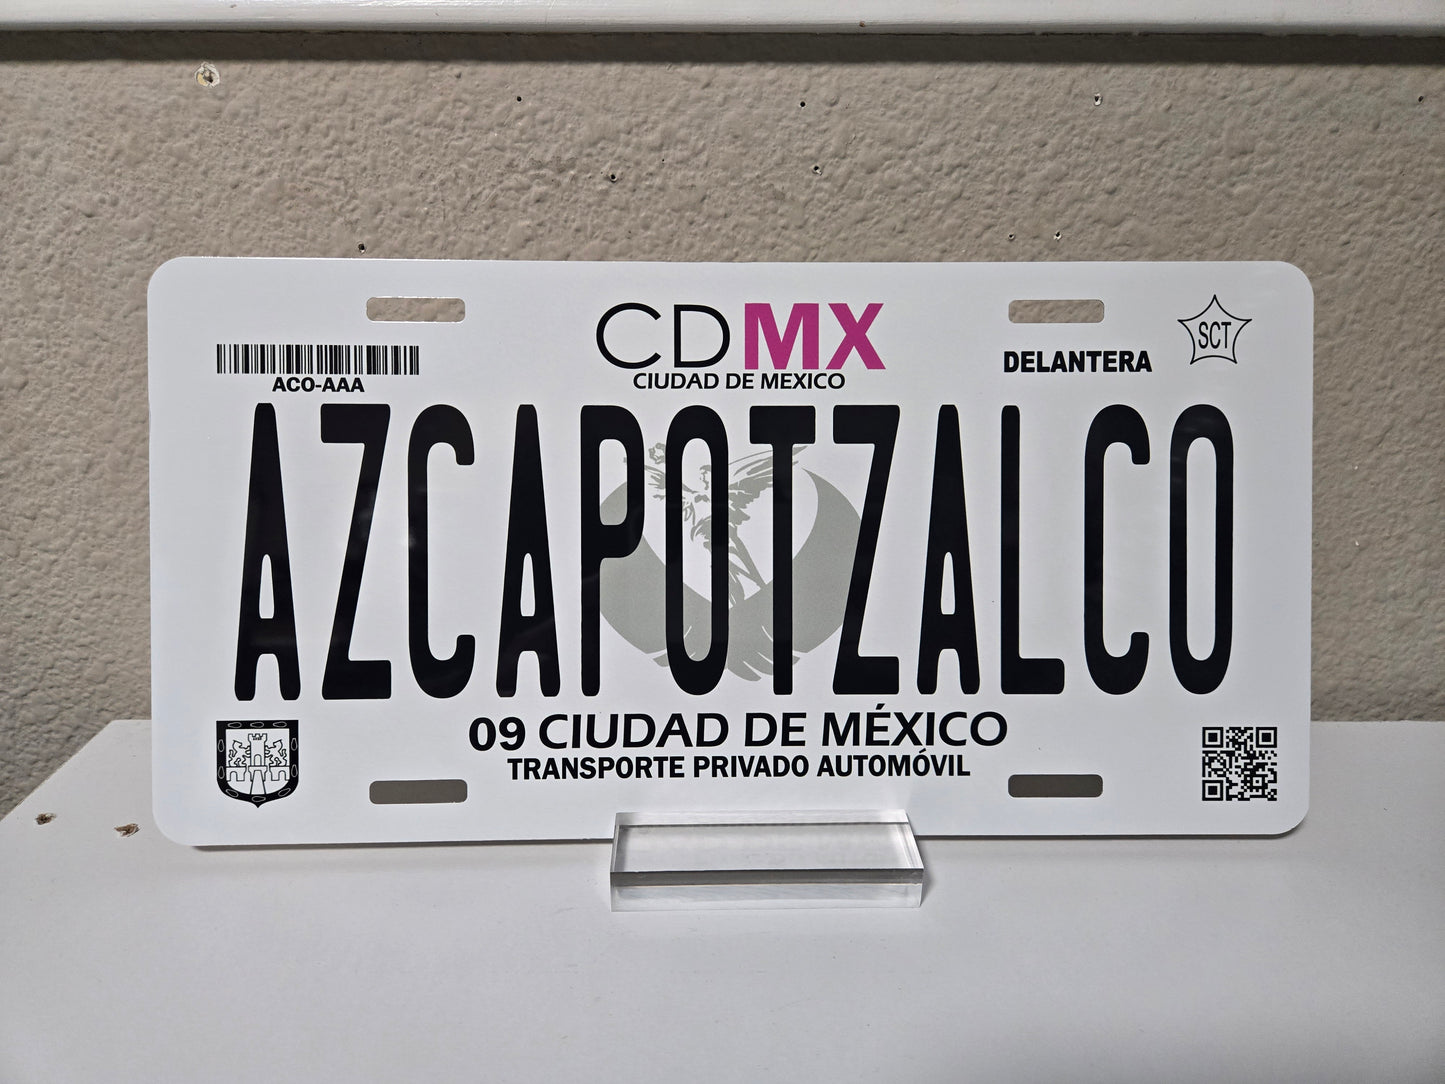 CDMX
CIUDAD DE MEXICO
ACO-AAA
DELANTERA
SCT
AZCAPOTZALCO
09 CIUDAD DE MÉXICO
TRANSPORTE PRIVADO AUTOMÓVIL